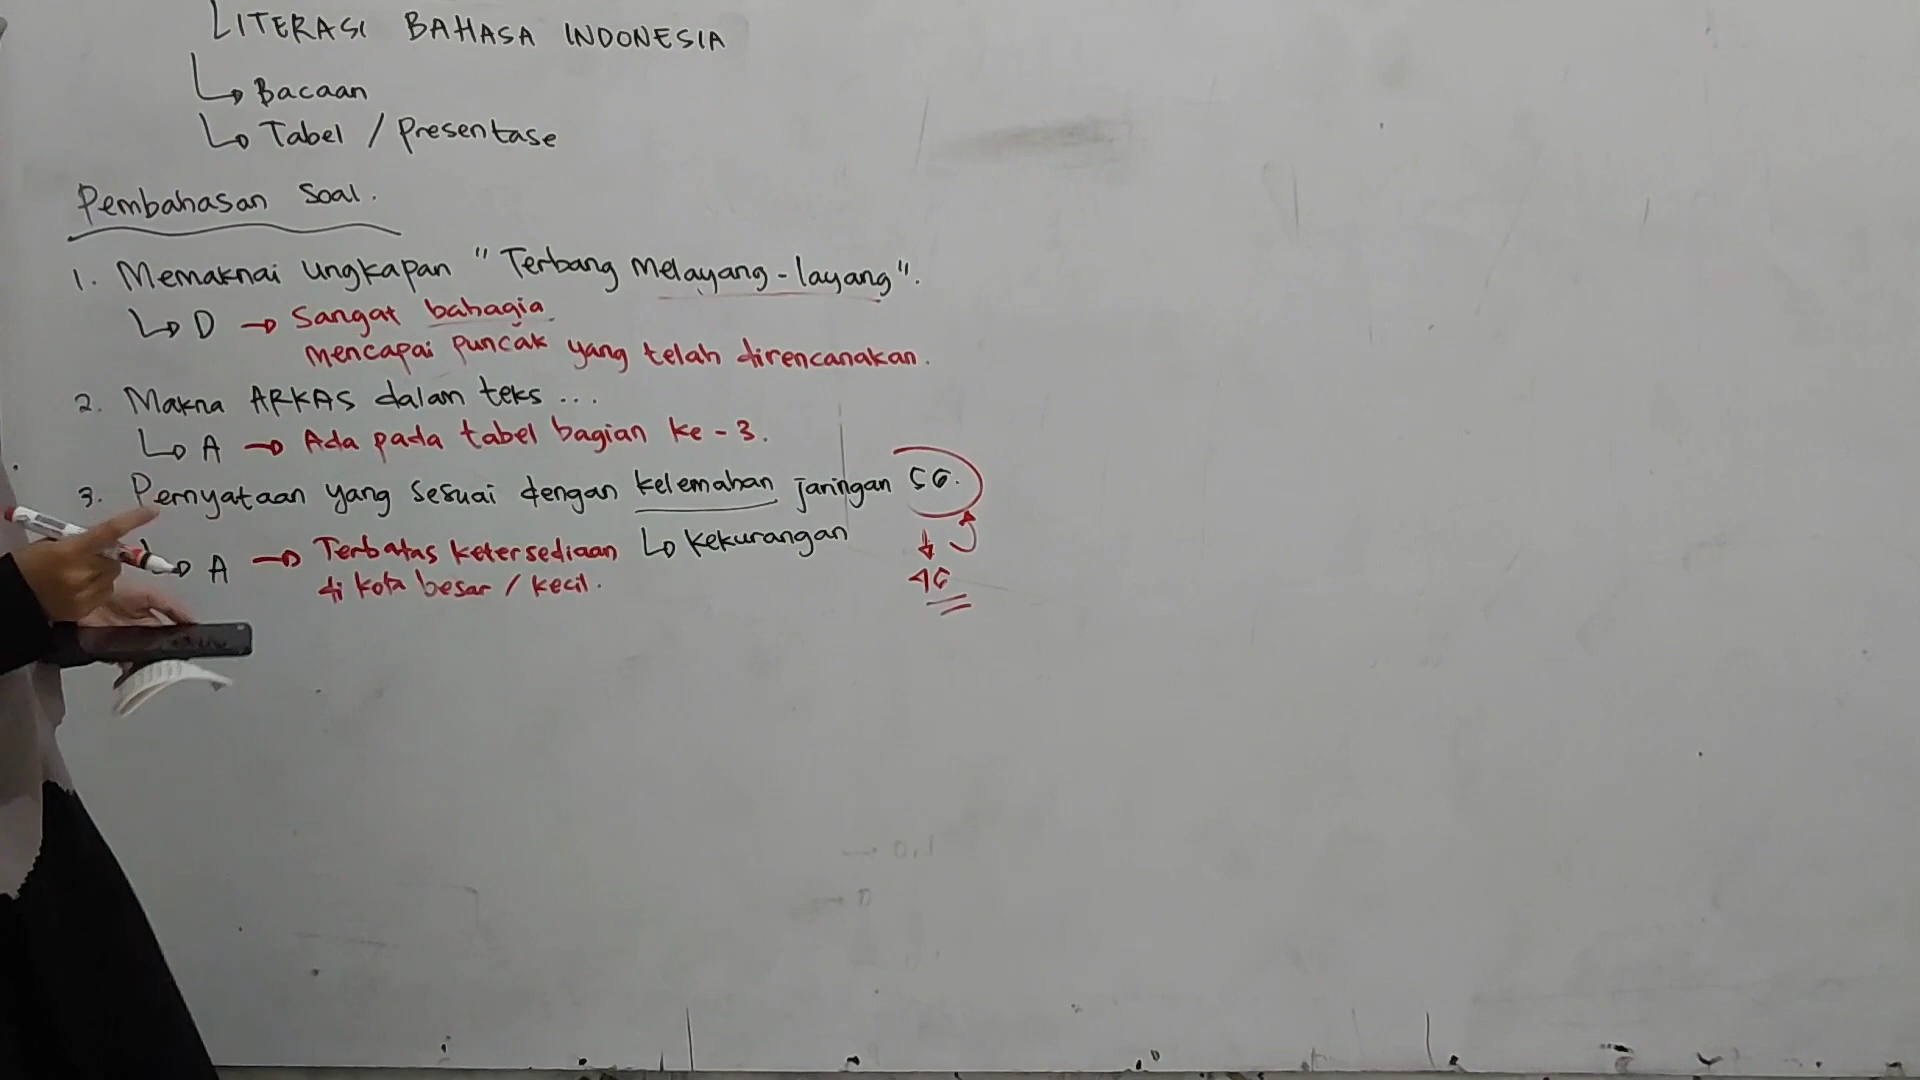 LITERASI BAHASA INDONESIA
↳ Bacaan
↳ Tabel / Presentase
Pembahasan Soal.
1. Memaknai Ungkapan "Terbang Melayang-layang".
↳ D → Sangat bahagia
mencapai puncak yang telah direncanakan.
2. Makna ARKAS dalam teks ...
↳ A → Ada pada tabel bagian ke-3.
3. Pernyataan yang sesuai dengan kelemahan jaringan 5G.
↳ kekurangan
↳ A → Terbatas ketersediaan
di kota besar / kecil.
4G